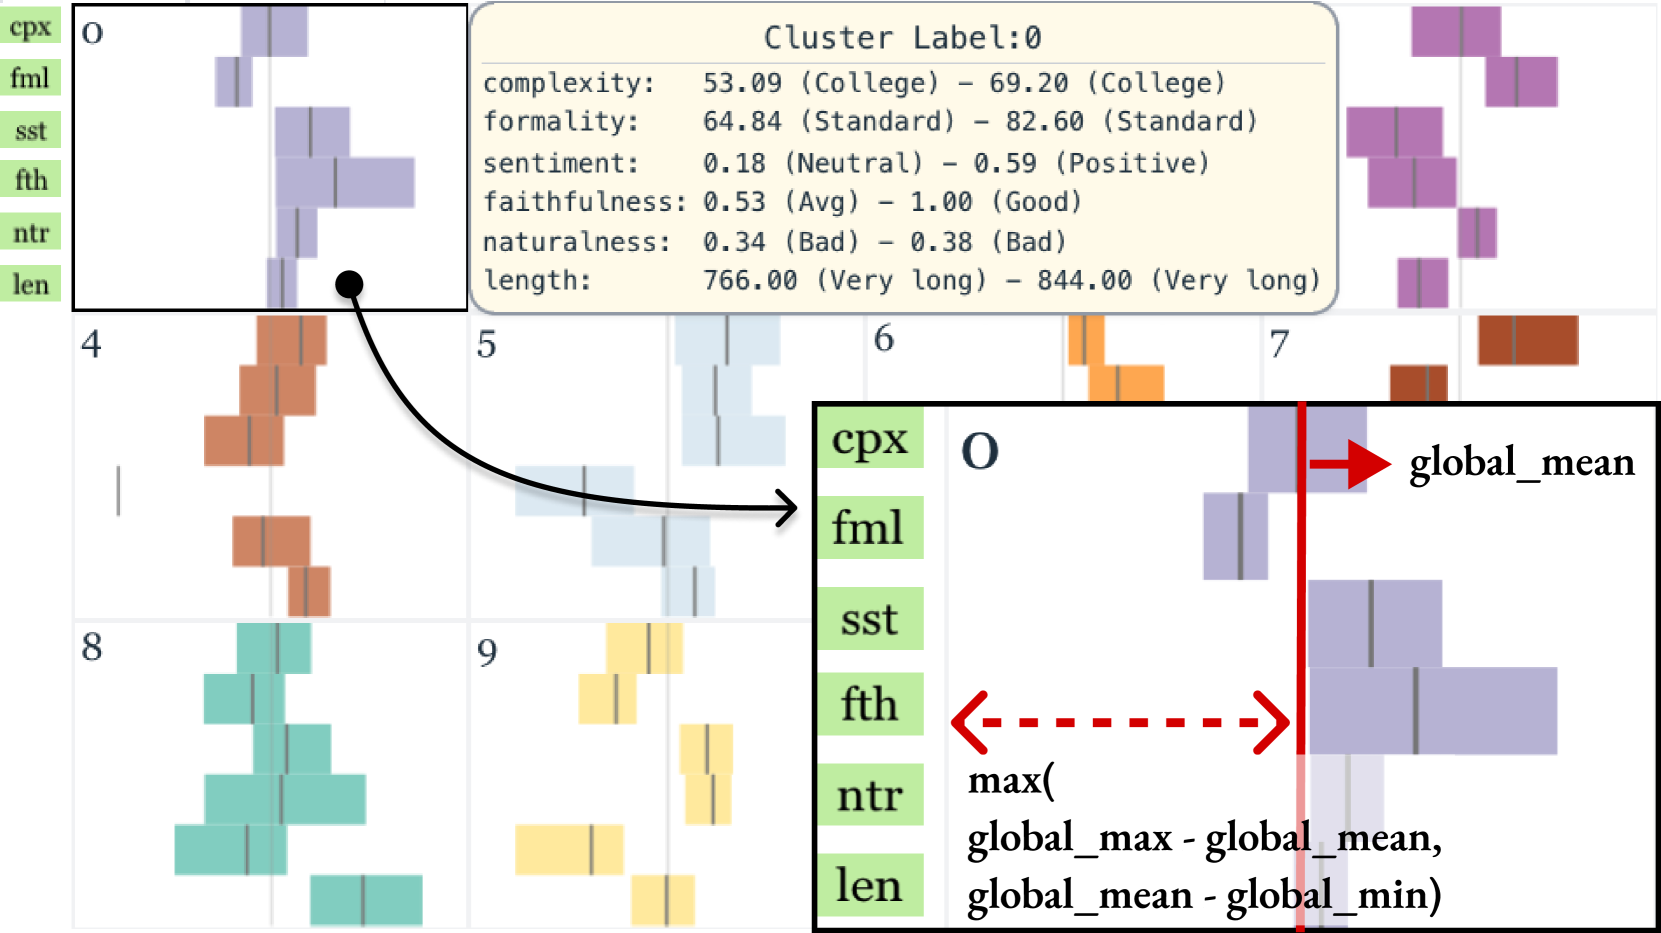 cpx
fml
sst
fth
ntr
len
0
Cluster Label:0
complexity: 53.09 (College) – 69.20 (College)
formality: 64.84 (Standard) – 82.60 (Standard)
sentiment: 0.18 (Neutral) – 0.59 (Positive)
faithfulness: 0.53 (Avg) – 1.00 (Good)
naturalness: 0.34 (Bad) – 0.38 (Bad)
length: 766.00 (Very long) – 844.00 (Very long)
4
5
6
7
8
9
cpx
fml
sst
fth
ntr
len
0
global_mean
max(
global_max - global_mean,
global_mean - global_min)